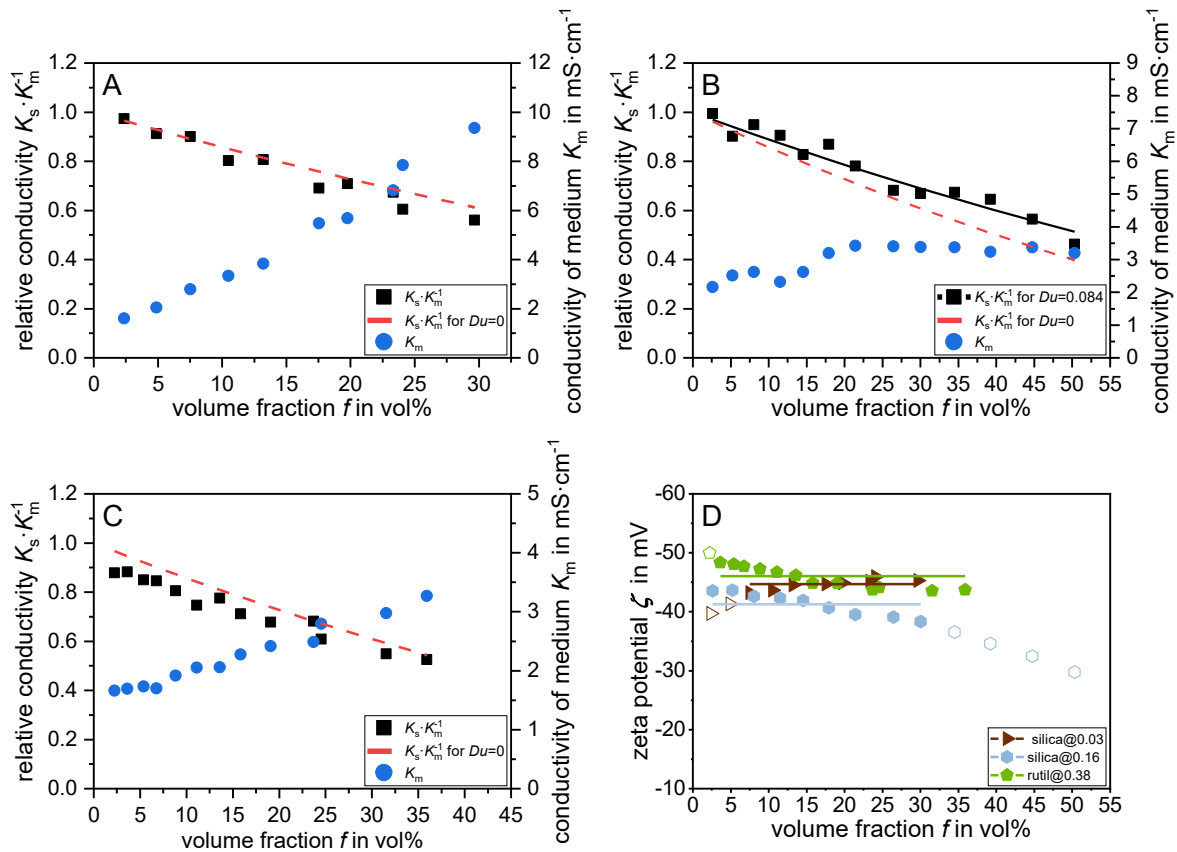 A
relative conductivity Kₛ·Kₘ⁻¹
1.2
1.0
0.8
0.6
0.4
0.2
0.0
0 5 10 15 20 25 30
volume fraction f in vol%
12
10
8
6
4
2
0
conductivity of medium Kₘ in mS·cm⁻¹
Kₛ·Kₘ⁻¹
Kₛ·Kₘ⁻¹ for Du=0
Kₘ
B
relative conductivity Kₛ·Kₘ⁻¹
1.2
1.0
0.8
0.6
0.4
0.2
0.0
0 5 10 15 20 25 30 35 40 45 50 55
volume fraction f in vol%
9
8
7
6
5
4
3
2
1
0
conductivity of medium Kₘ in mS·cm⁻¹
Kₛ·Kₘ⁻¹ for Du=0.084
Kₛ·Kₘ⁻¹ for Du=0
Kₘ
C
relative conductivity Kₛ·Kₘ⁻¹
1.2
1.0
0.8
0.6
0.4
0.2
0.0
0 5 10 15 20 25 30 35 40 45
volume fraction f in vol%
5
4
3
2
1
0
conductivity of medium Kₘ in mS·cm⁻¹
Kₛ·Kₘ⁻¹
Kₛ·Kₘ⁻¹ for Du=0
Kₘ
D
zeta potential ζ in mV
-60
-50
-40
-30
-20
-10
0 5 10 15 20 25 30 35 40 45 50 55
volume fraction f in vol%
silica@0.03
silica@0.16
rutil@0.38